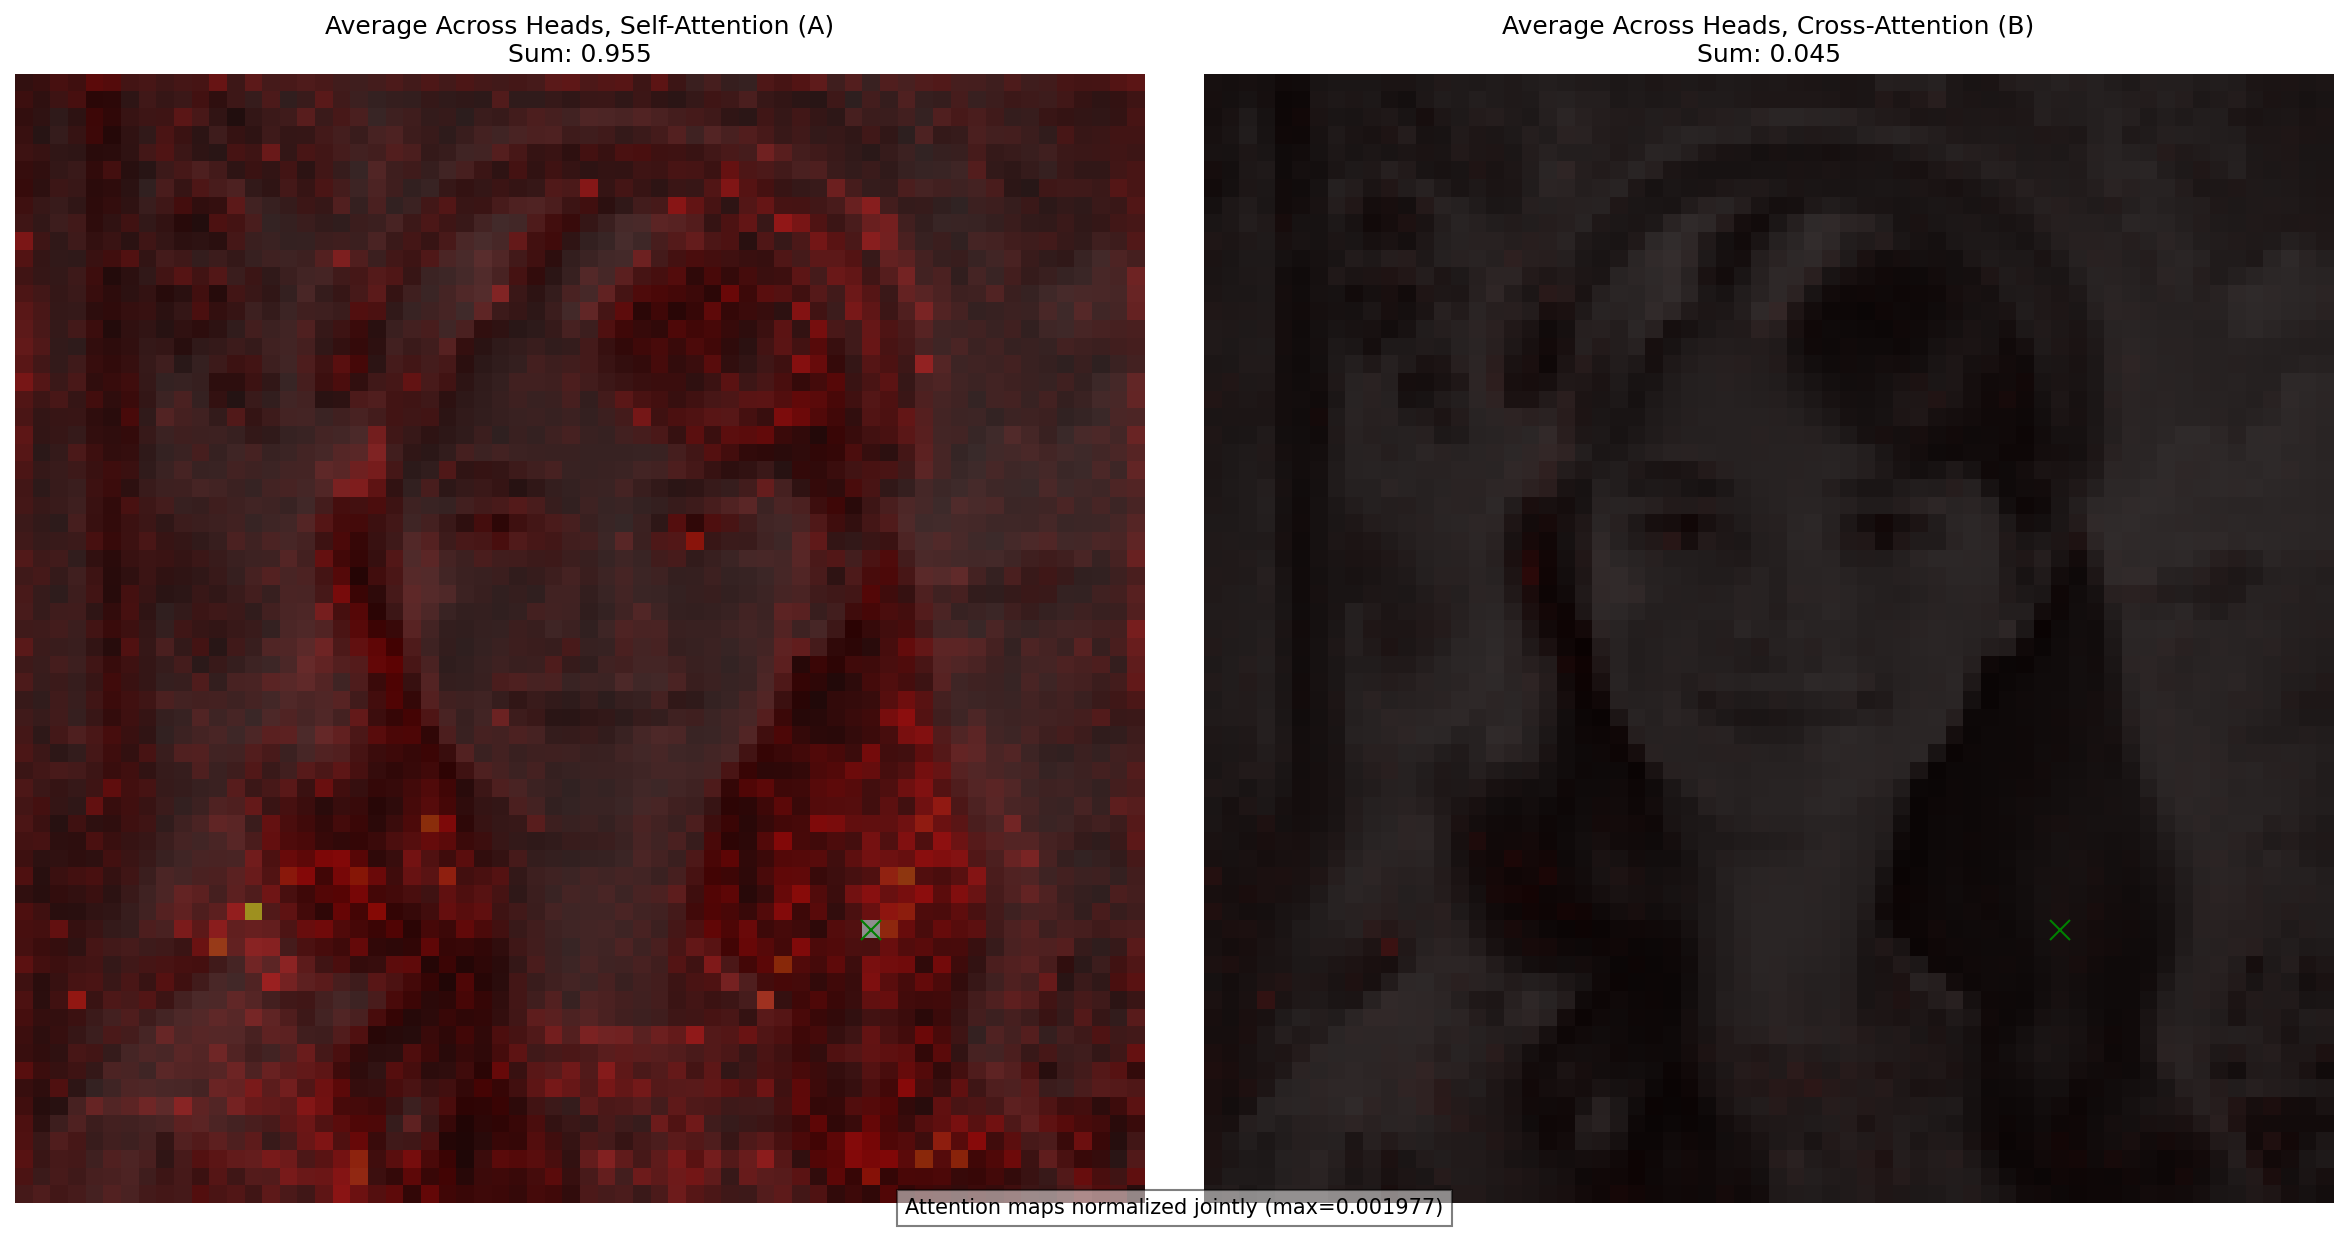 Average Across Heads, Self-Attention (A)
Sum: 0.955
Average Across Heads, Cross-Attention (B)
Sum: 0.045
Attention maps normalized jointly (max=0.001977)